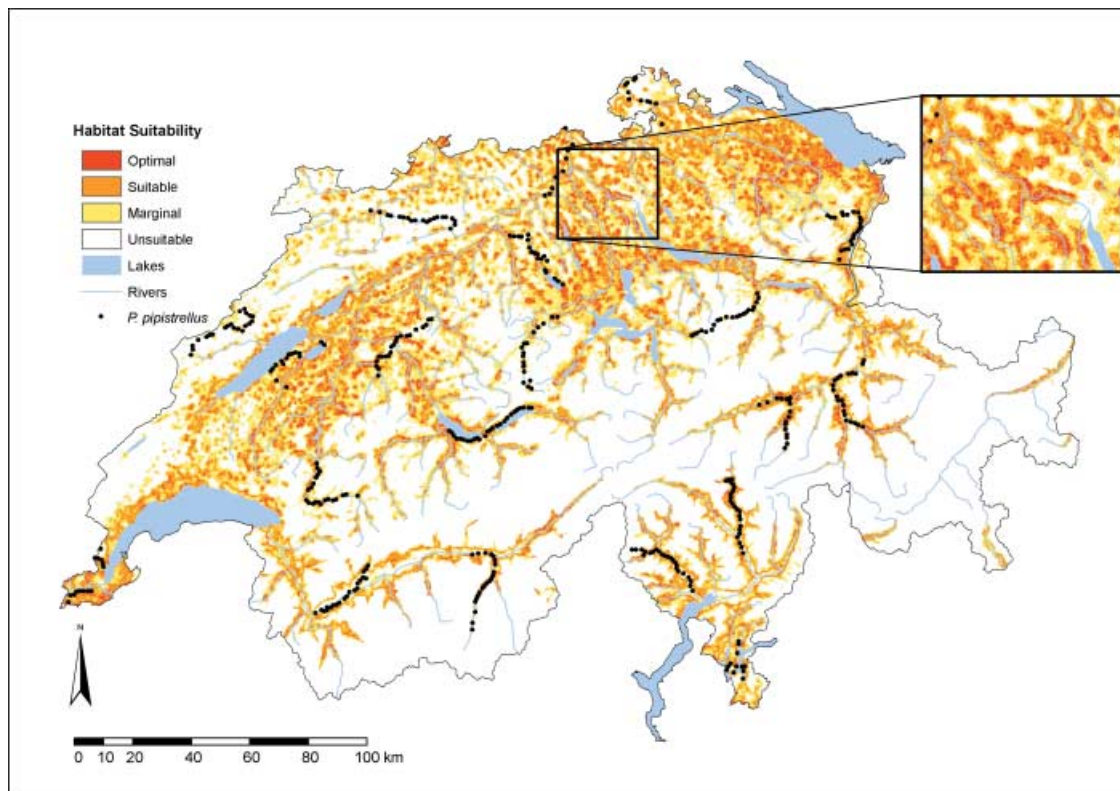 Habitat Suitability
Optimal
Suitable
Marginal
Unsuitable
Lakes
Rivers
P. pipistrellus
N
0 10 20 40 60 80 100 km